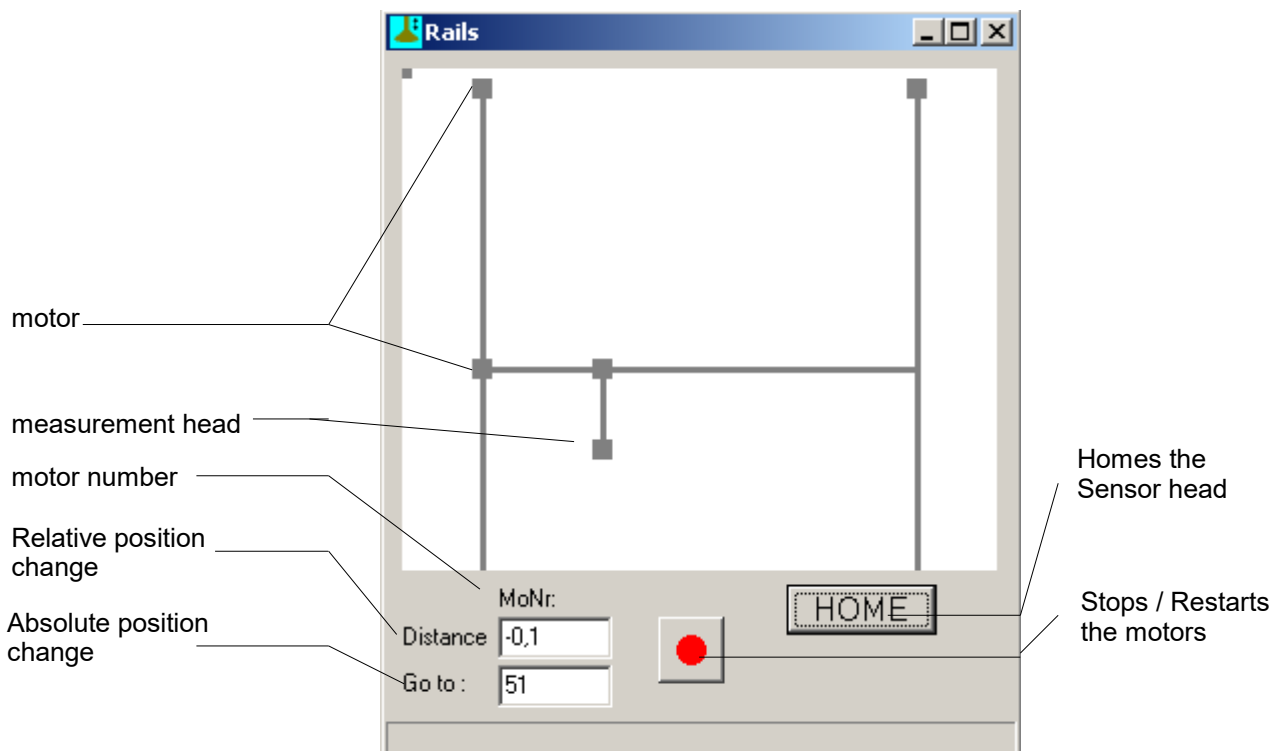 Rails
motor
measurement head
motor number
Relative position
change
Absolute position
change
MoNr:
Distance
-0,1
Go to :
51
HOME
Homes the
Sensor head
Stops / Restarts
the motors